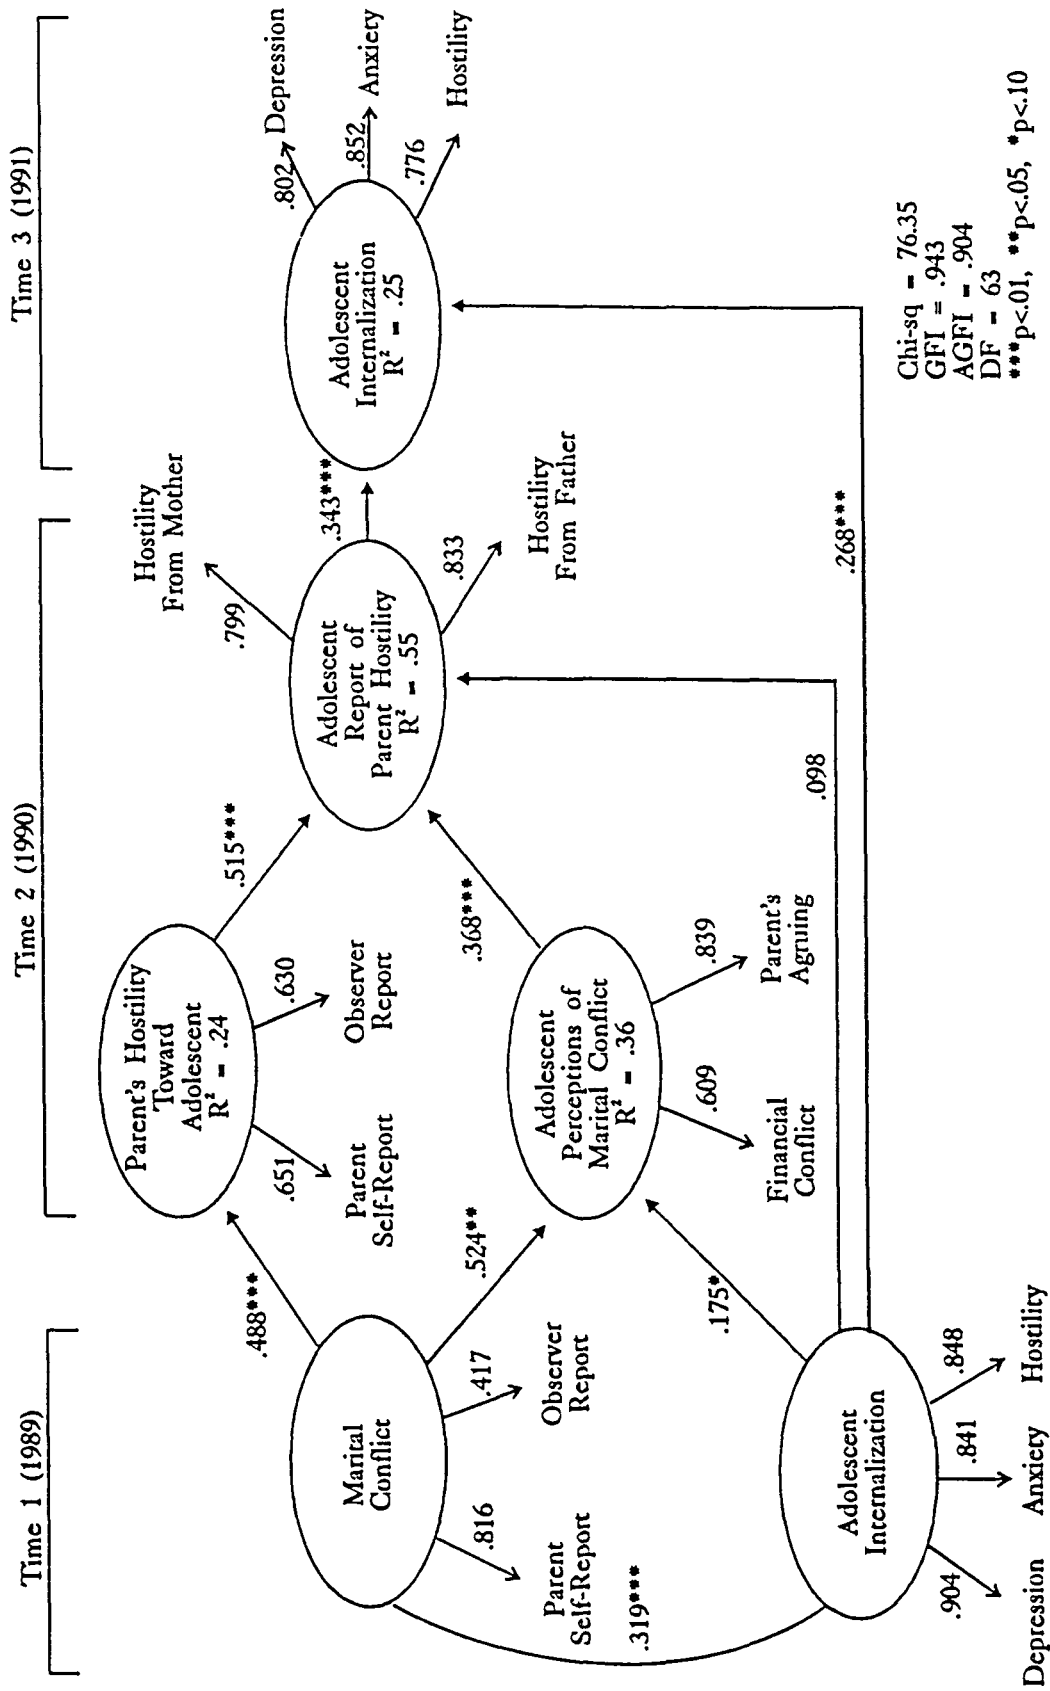 Time 1 (1989)
Time 2 (1990)
Time 3 (1991)
Marital
Conflict
.816
Parent
Self-Report
.417
Observer
Report
.319***
Adolescent
Internalization
.904
Depression
.841
Anxiety
.848
Hostility
.488***
.524**
.175*
Parent's Hostility
Toward
Adolescent
R² = .24
.651
Parent
Self-Report
.630
Observer
Report
Adolescent
Perceptions of
Marital Conflict
R² = .36
.609
Financial
Conflict
.839
Parent's
Agruing
.515***
.368***
.098
.268***
Adolescent
Report of
Parent Hostility
R² = .55
.799
Hostility
From Mother
.833
Hostility
From Father
.343***
Adolescent
Internalization
R² = .25
.802
Depression
.852
Anxiety
.776
Hostility
Chi-sq = 76.35
GFI = .943
AGFI = .904
DF = 63
***p<.01, **p<.05, *p<.10